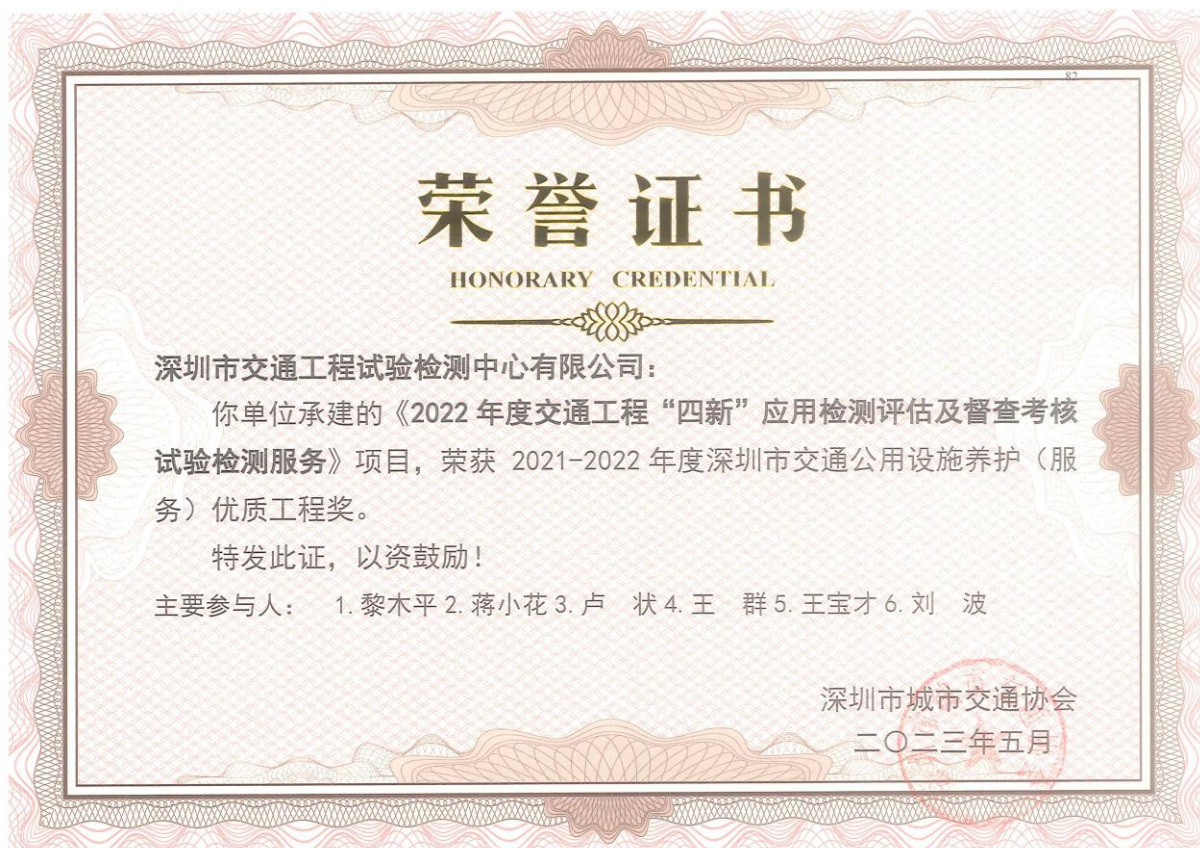 82
荣誉证书
HONORARY CREDENTIAL
深圳市交通工程试验检测中心有限公司：
你单位承建的《2022年度交通工程“四新”应用检测评估及督查考核
试验检测服务》项目，荣获 2021-2022年度深圳市交通公用设施养护（服
务）优质工程奖。
特发此证，以资鼓励！
主要参与人： 1.黎木平2.蒋小花3.卢　状4.王　群5.王宝才6.刘　波
深圳市城市交通协会
二〇二三年五月